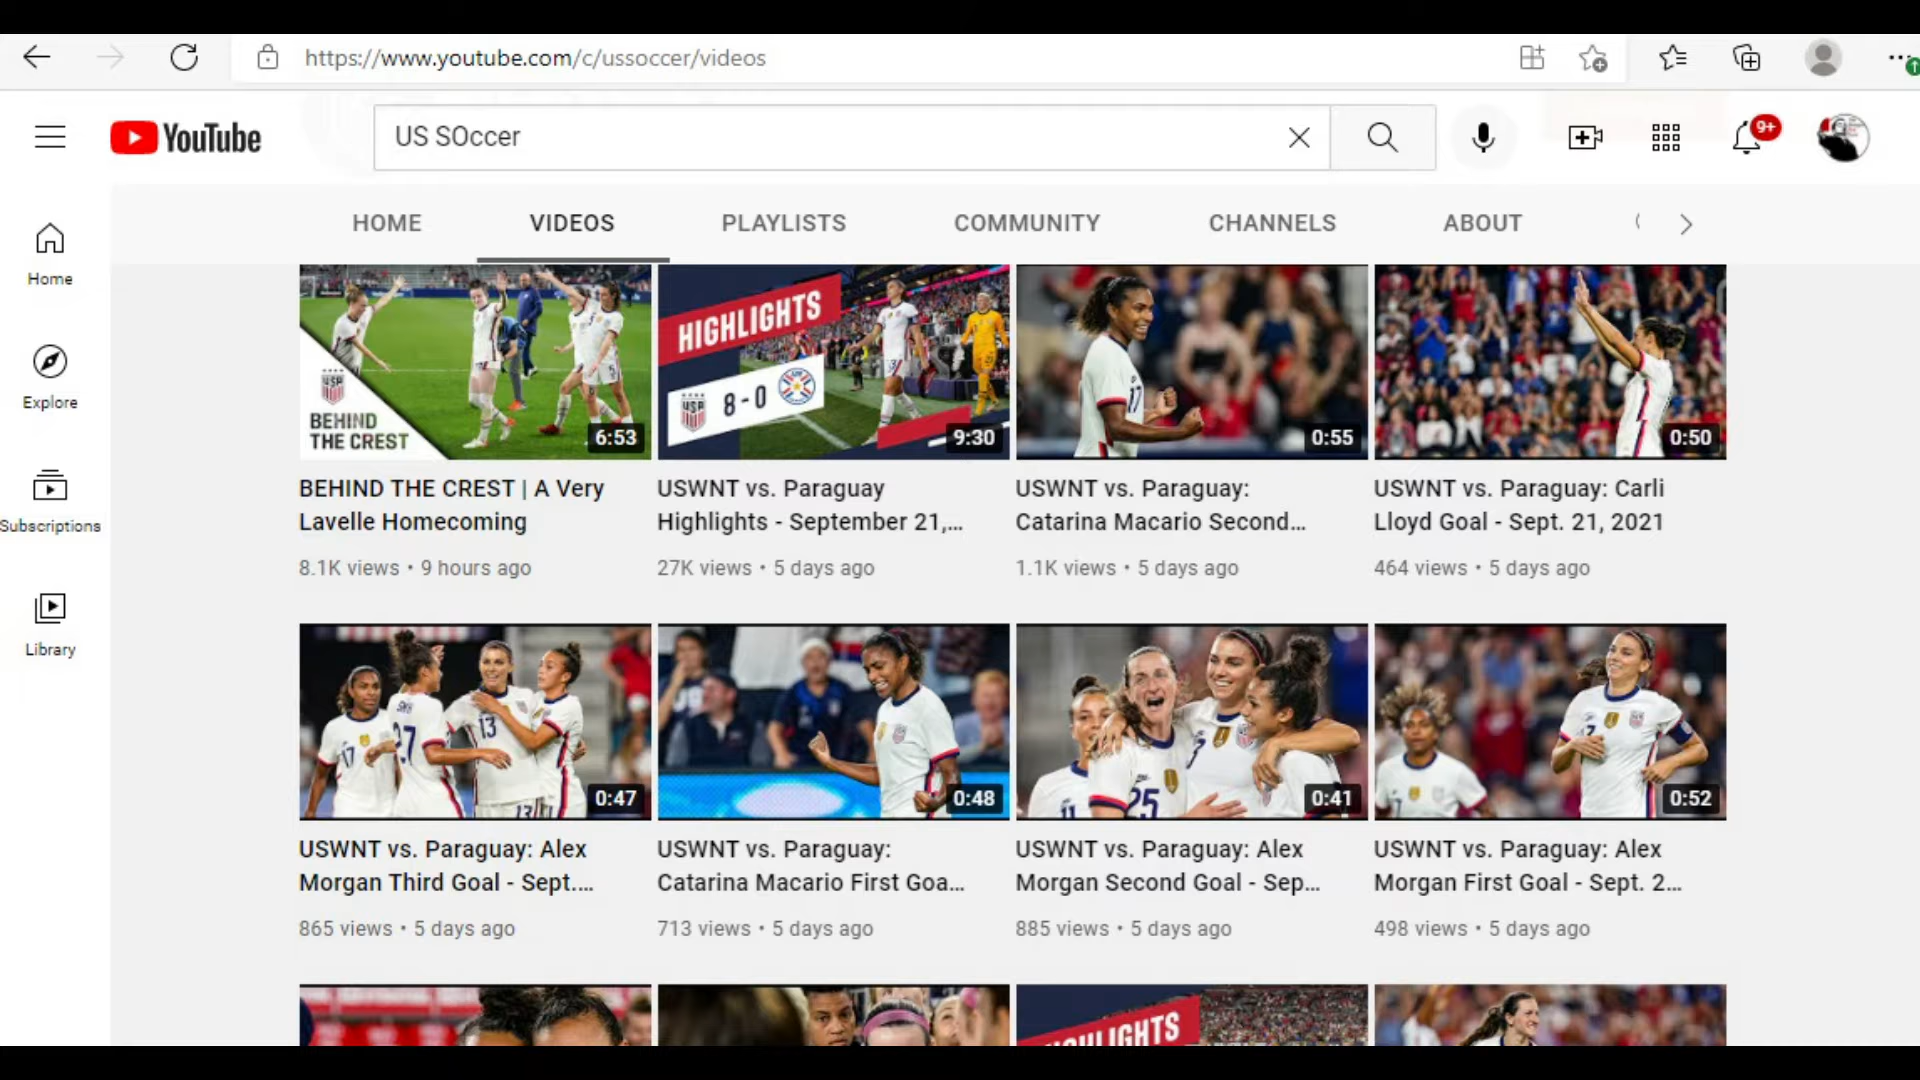 https://www.youtube.com/c/ussoccer/videos
YouTube
US SOccer
9+
HOME
VIDEOS
PLAYLISTS
COMMUNITY
CHANNELS
ABOUT
Home
Explore
Subscriptions
Library
BEHIND
THE CREST
6:53
HIGHLIGHTS
8-0
9:30
17
0:55
0:50
BEHIND THE CREST | A Very
Lavelle Homecoming
8.1K views • 9 hours ago
USWNT vs. Paraguay
Highlights - September 21,...
27K views • 5 days ago
USWNT vs. Paraguay:
Catarina Macario Second...
1.1K views • 5 days ago
USWNT vs. Paraguay: Carli
Lloyd Goal - Sept. 21, 2021
464 views • 5 days ago
17
27
13
0:47
0:48
25
0:41
0:52
USWNT vs. Paraguay: Alex
Morgan Third Goal - Sept....
865 views • 5 days ago
USWNT vs. Paraguay:
Catarina Macario First Goa...
713 views • 5 days ago
USWNT vs. Paraguay: Alex
Morgan Second Goal - Sep...
885 views • 5 days ago
USWNT vs. Paraguay: Alex
Morgan First Goal - Sept. 2...
498 views • 5 days ago